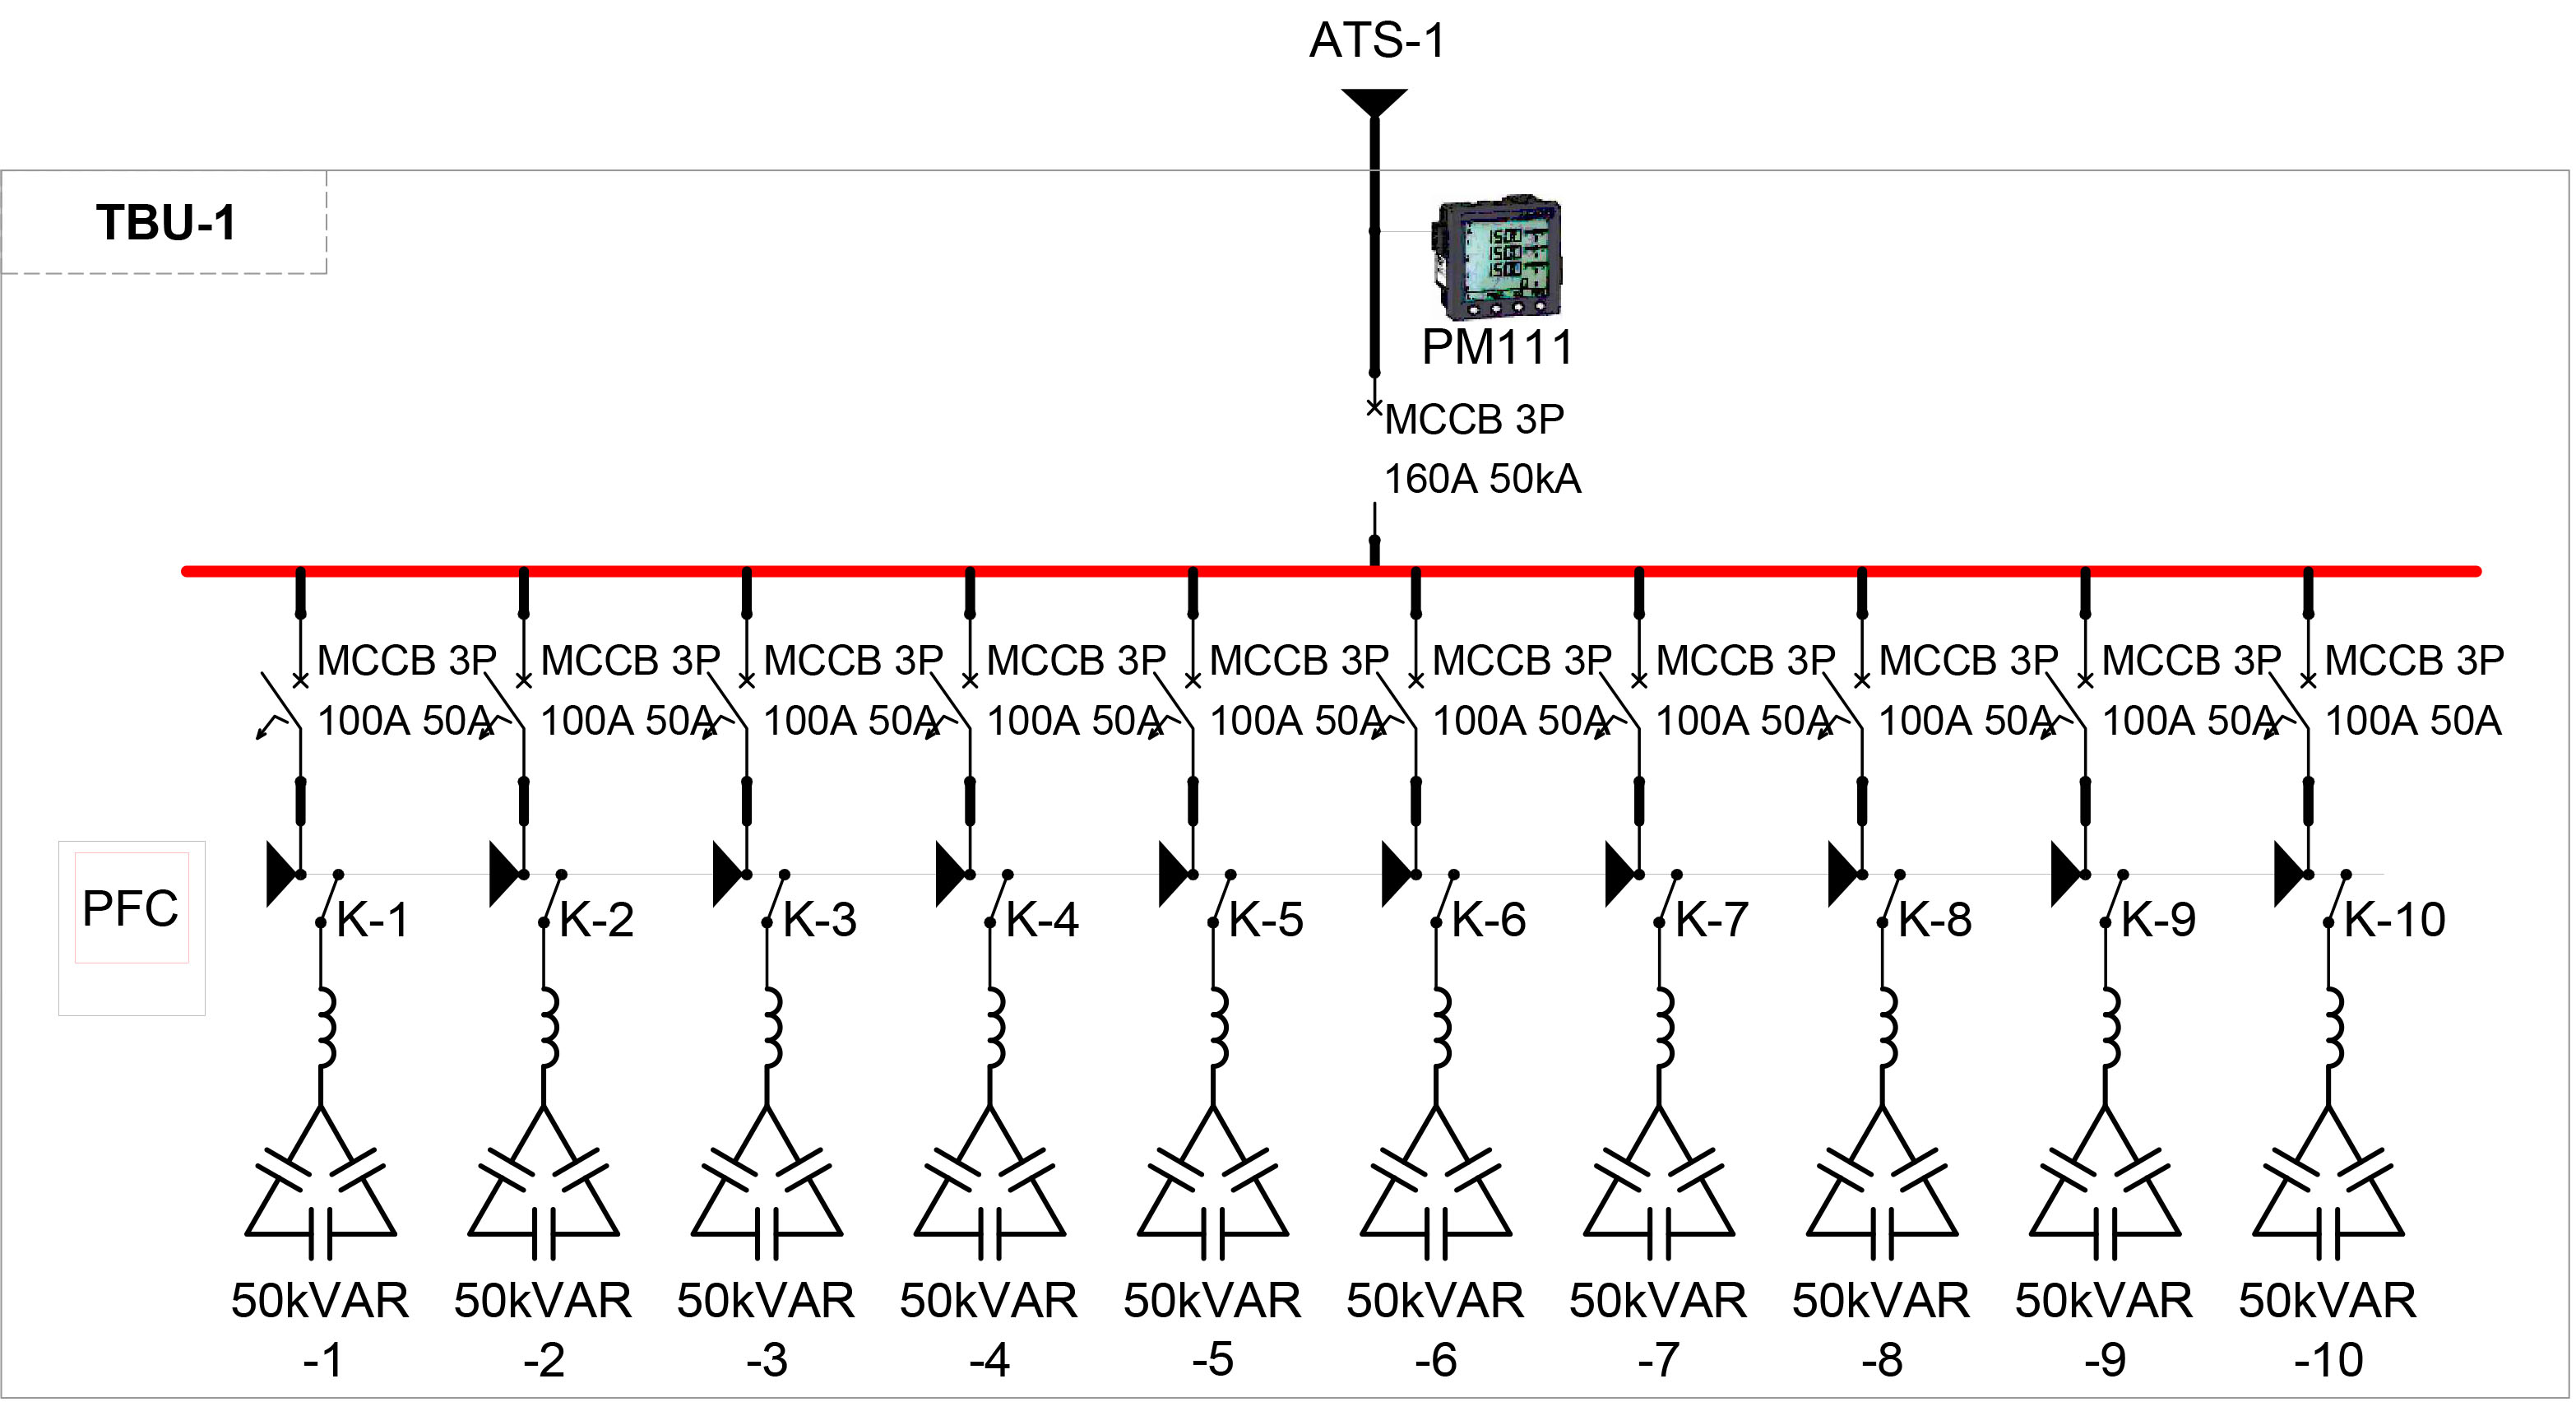 ATS-1
TBU-1
1500
1500
1500
PM111
MCCB 3P
160A 50kA
MCCB 3P MCCB 3P MCCB 3P MCCB 3P MCCB 3P MCCB 3P MCCB 3P MCCB 3P MCCB 3P MCCB 3P
100A 50A 100A 50A 100A 50A 100A 50A 100A 50A 100A 50A 100A 50A 100A 50A 100A 50A 100A 50A
PFC
K-1 K-2 K-3 K-4 K-5 K-6 K-7 K-8 K-9 K-10
50kVAR 50kVAR 50kVAR 50kVAR 50kVAR 50kVAR 50kVAR 50kVAR 50kVAR 50kVAR
-1 -2 -3 -4 -5 -6 -7 -8 -9 -10